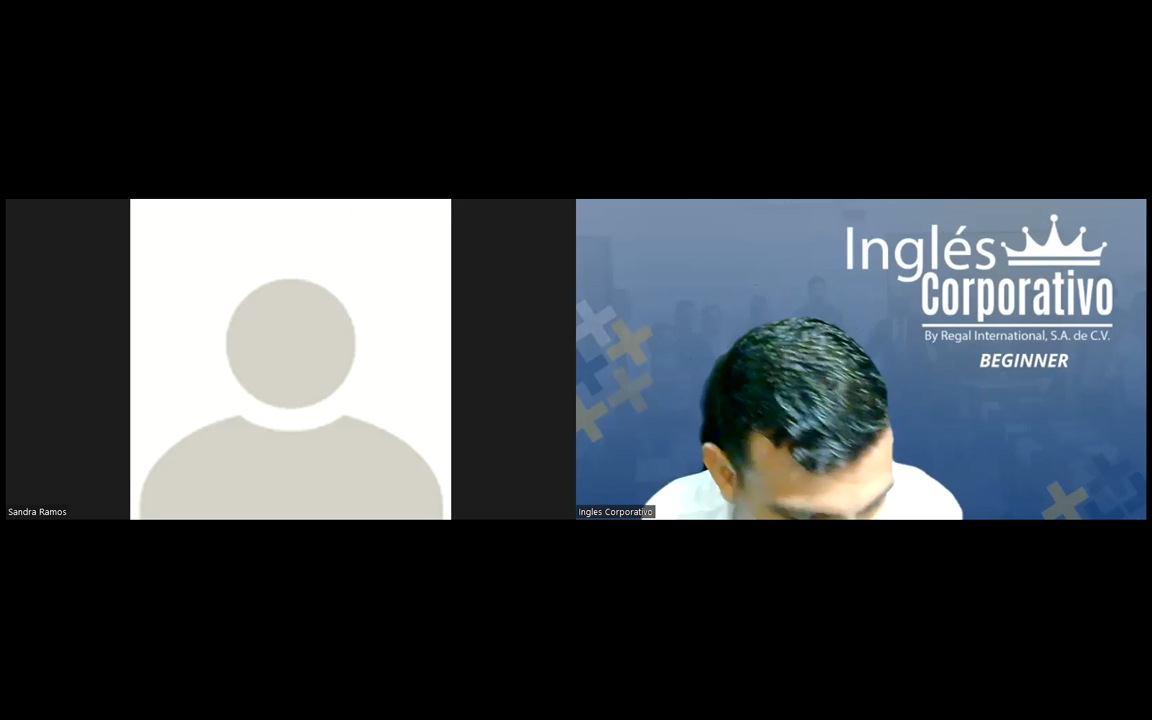 Inglés
Corporativo
By Regal International, S.A. de C.V.
BEGINNER
Sandra Ramos
Ingles Corporativo